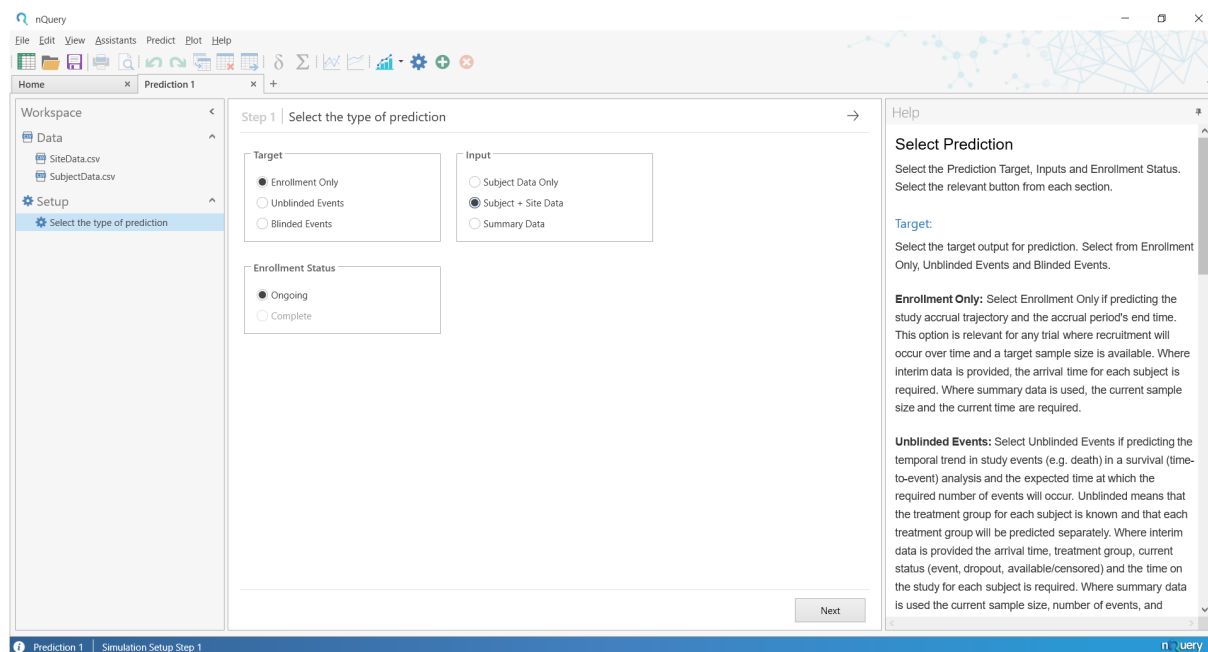 nQuery
File Edit View Assistants Predict Plot Help
Home Prediction 1
Workspace
Data
SiteData.csv
SubjectData.csv
Setup
Select the type of prediction
Step 1 Select the type of prediction
Target
Enrollment Only
Unblinded Events
Blinded Events
Input
Subject Data Only
Subject + Site Data
Summary Data
Enrollment Status
Ongoing
Complete
Next
Help
Select Prediction
Select the Prediction Target, Inputs and Enrollment Status.
Select the relevant button from each section.
Target:
Select the target output for prediction. Select from Enrollment
Only, Unblinded Events and Blinded Events.
Enrollment Only: Select Enrollment Only if predicting the
study accrual trajectory and the accrual period's end time.
This option is relevant for any trial where recruitment will
occur over time and a target sample size is available. Where
interim data is provided, the arrival time for each subject is
required. Where summary data is used, the current sample
size and the current time are required.
Unblinded Events: Select Unblinded Events if predicting the
temporal trend in study events (e.g. death) in a survival (time-
to-event) analysis and the expected time at which the
required number of events will occur. Unblinded means that
the treatment group for each subject is known and that each
treatment group will be predicted separately. Where interim
data is provided the arrival time, treatment group, current
status (event, dropout, available/censored) and the time on
the study for each subject is required. Where summary data
is used the current sample size, number of events, and
Prediction 1 Simulation Setup Step 1
nQuery